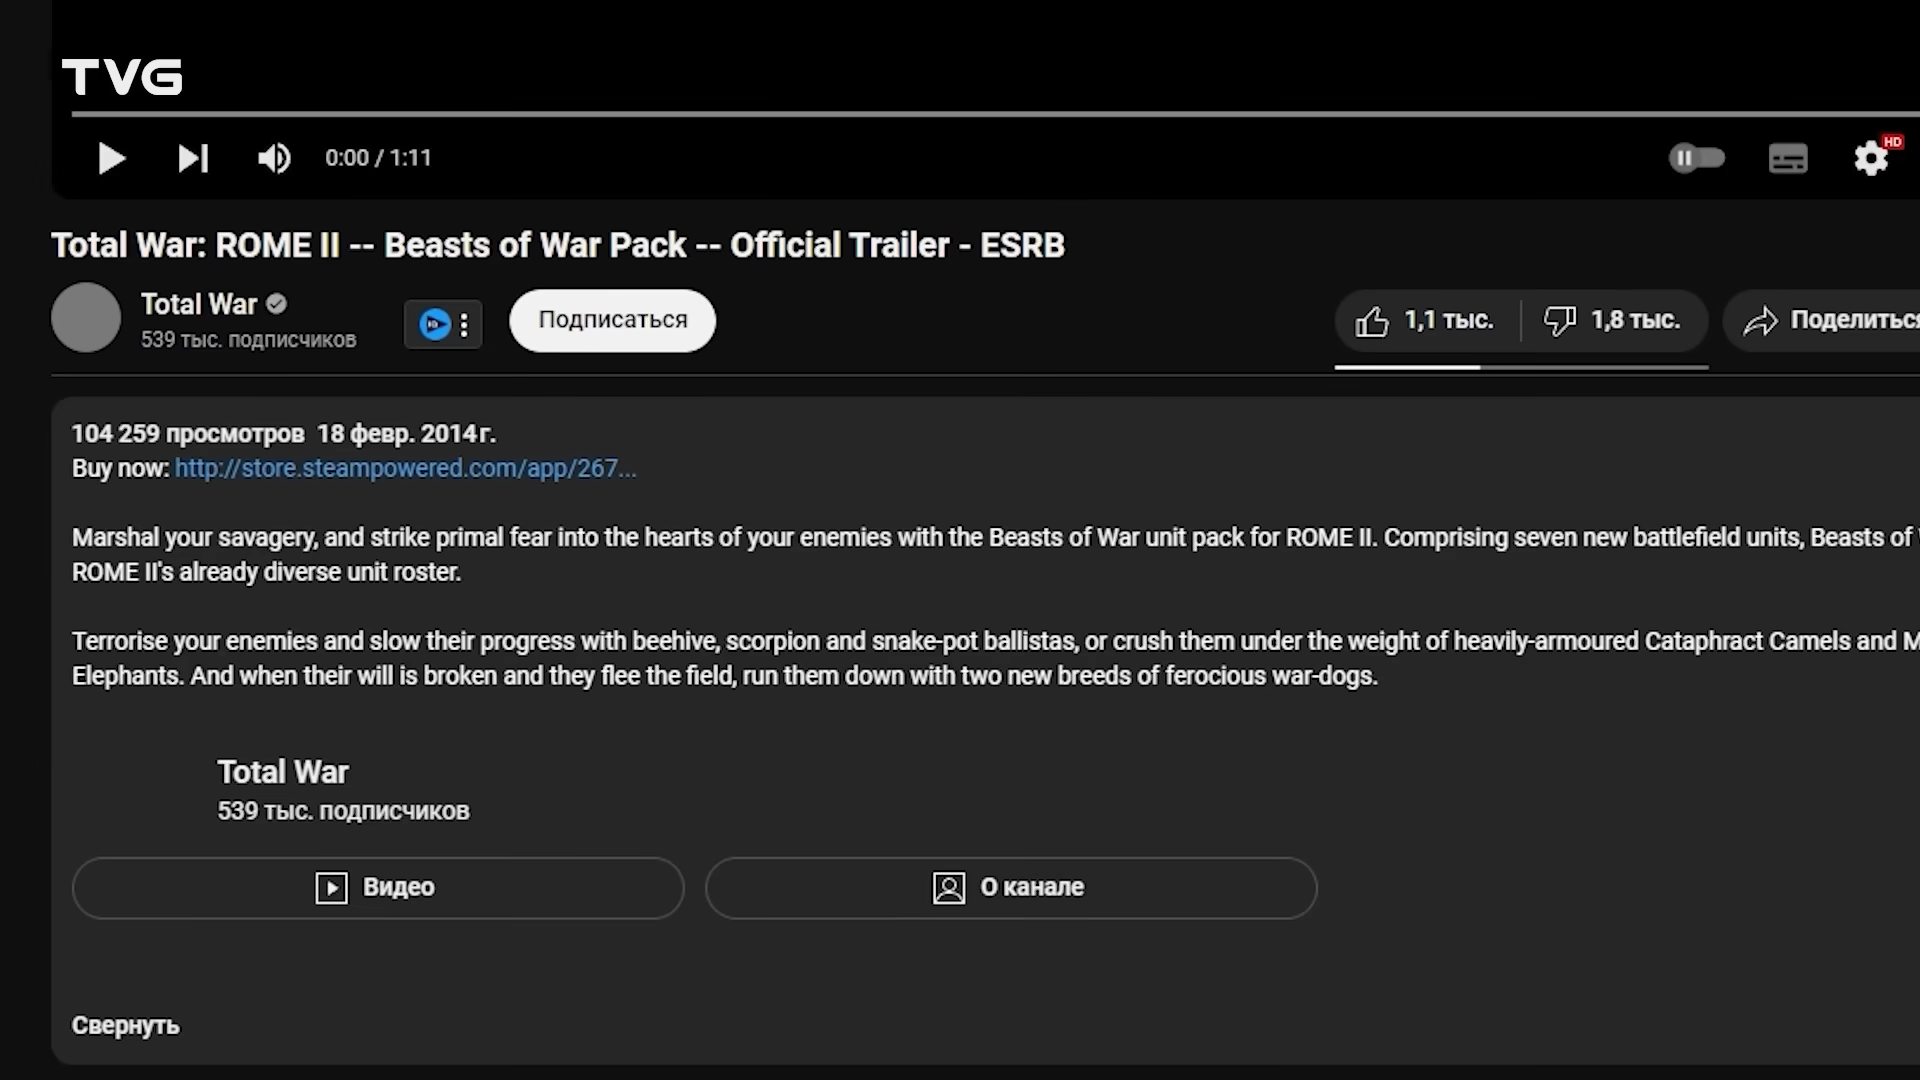 TVG
0:00 / 1:11
HD
Total War: ROME II -- Beasts of War Pack -- Official Trailer - ESRB
Total War
539 тыс. подписчиков
Подписаться
1,1 тыс.
1,8 тыс.
Поделиться
104 259 просмотров 18 февр. 2014 г.
Buy now: http://store.steampowered.com/app/267...
Marshal your savagery, and strike primal fear into the hearts of your enemies with the Beasts of War unit pack for ROME II. Comprising seven new battlefield units, Beasts of
ROME II's already diverse unit roster.
Terrorise your enemies and slow their progress with beehive, scorpion and snake-pot ballistas, or crush them under the weight of heavily-armoured Cataphract Camels and M
Elephants. And when their will is broken and they flee the field, run them down with two new breeds of ferocious war-dogs.
Total War
539 тыс. подписчиков
Видео
О канале
Свернуть